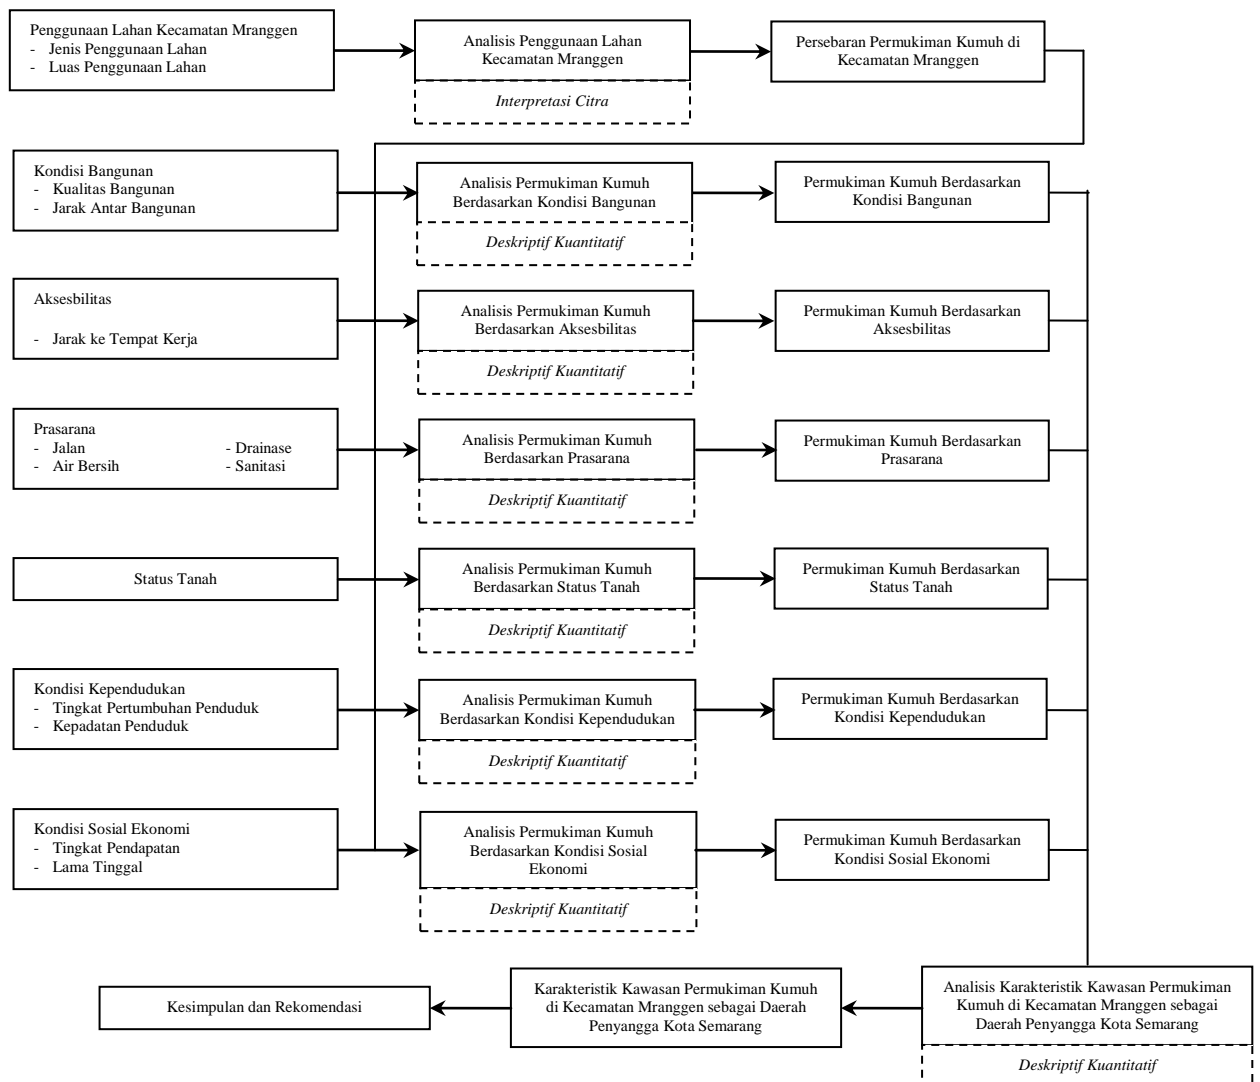 Penggunaan Lahan Kecamatan Mranggen
- Jenis Penggunaan Lahan
- Luas Penggunaan Lahan
Analisis Penggunaan Lahan
Kecamatan Mranggen
Interpretasi Citra
Persebaran Permukiman Kumuh di
Kecamatan Mranggen
Kondisi Bangunan
- Kualitas Bangunan
- Jarak Antar Bangunan
Analisis Permukiman Kumuh
Berdasarkan Kondisi Bangunan
Deskriptif Kuantitatif
Permukiman Kumuh Berdasarkan
Kondisi Bangunan
Aksesbilitas
- Jarak ke Tempat Kerja
Analisis Permukiman Kumuh
Berdasarkan Aksesbilitas
Deskriptif Kuantitatif
Permukiman Kumuh Berdasarkan
Aksesbilitas
Prasarana
- Jalan - Drainase
- Air Bersih - Sanitasi
Analisis Permukiman Kumuh
Berdasarkan Prasarana
Deskriptif Kuantitatif
Permukiman Kumuh Berdasarkan
Prasarana
Status Tanah
Analisis Permukiman Kumuh
Berdasarkan Status Tanah
Deskriptif Kuantitatif
Permukiman Kumuh Berdasarkan
Status Tanah
Kondisi Kependudukan
- Tingkat Pertumbuhan Penduduk
- Kepadatan Penduduk
Analisis Permukiman Kumuh
Berdasarkan Kondisi Kependudukan
Deskriptif Kuantitatif
Permukiman Kumuh Berdasarkan
Kondisi Kependudukan
Kondisi Sosial Ekonomi
- Tingkat Pendapatan
- Lama Tinggal
Analisis Permukiman Kumuh
Berdasarkan Kondisi Sosial
Ekonomi
Deskriptif Kuantitatif
Permukiman Kumuh Berdasarkan
Kondisi Sosial Ekonomi
Analisis Karakteristik Kawasan Permukiman
Kumuh di Kecamatan Mranggen sebagai
Daerah Penyangga Kota Semarang
Deskriptif Kuantitatif
Karakteristik Kawasan Permukiman Kumuh
di Kecamatan Mranggen sebagai Daerah
Penyangga Kota Semarang
Kesimpulan dan Rekomendasi